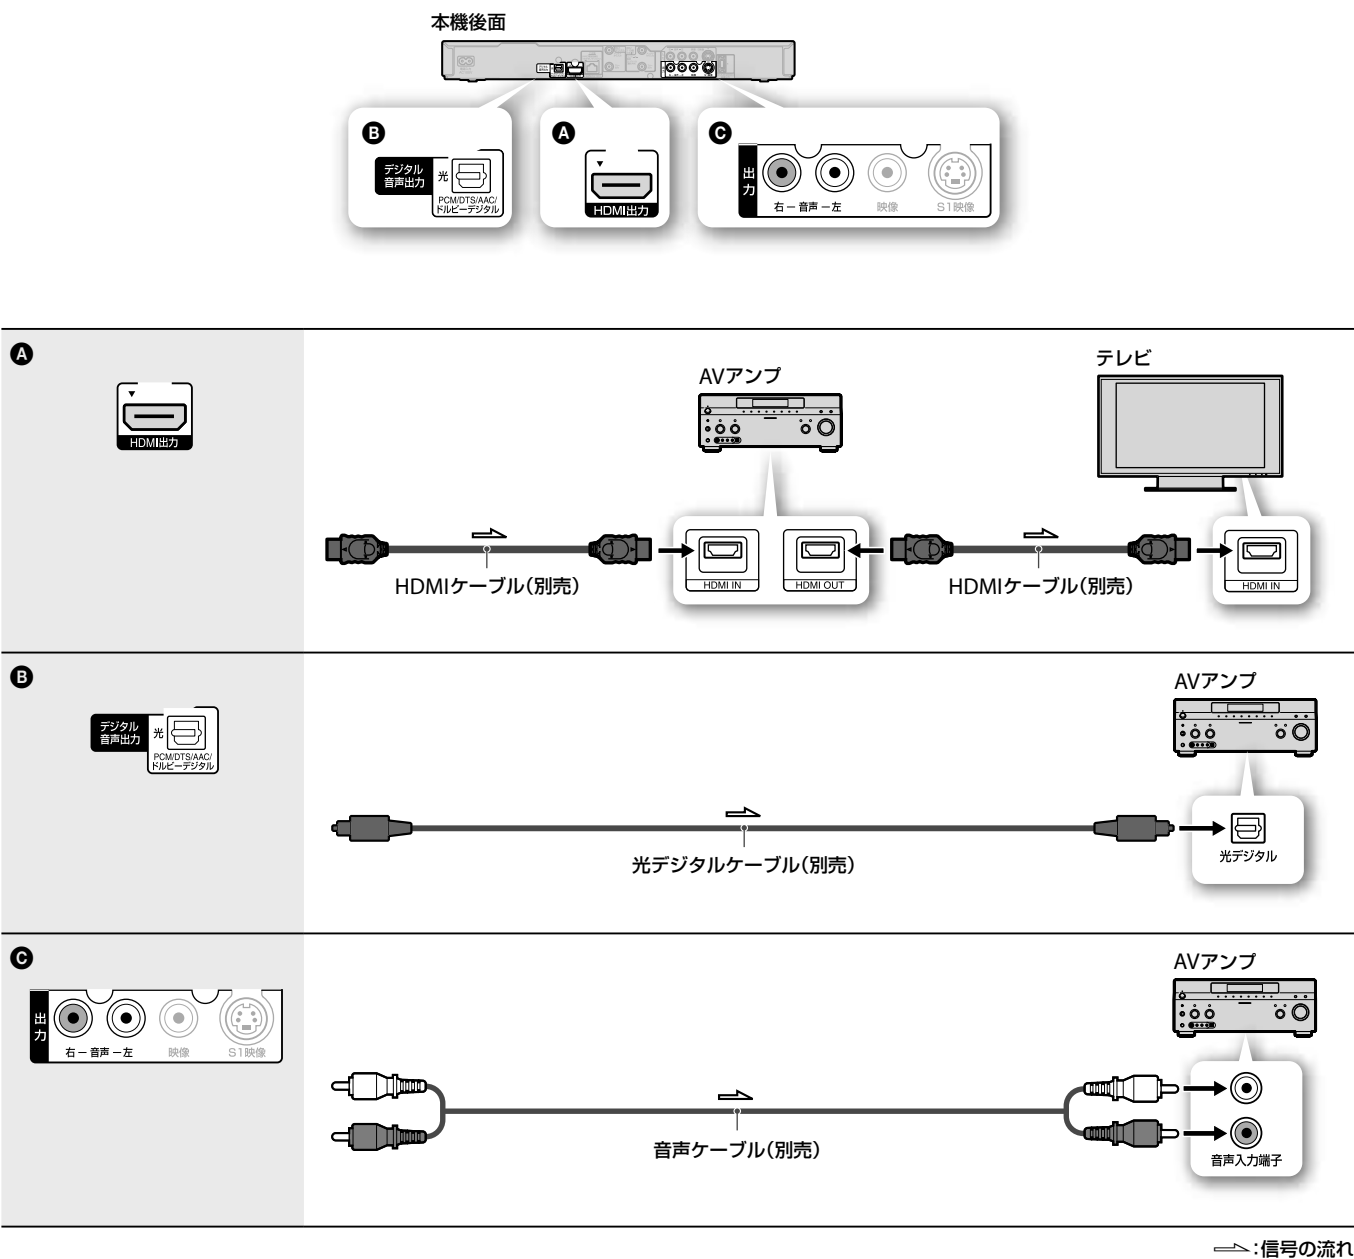 本機後面
B
デジタル
音声出力
光
PCM/DTS/AAC/
ドルビーデジタル
A
HDMI出力
C
出力
右 ー 音声 ー 左
映像
S1映像
A
HDMI出力
AVアンプ
テレビ
HDMI IN
HDMI OUT
HDMI IN
HDMIケーブル(別売)
HDMIケーブル(別売)
B
デジタル
音声出力
光
PCM/DTS/AAC/
ドルビーデジタル
AVアンプ
光デジタル
光デジタルケーブル(別売)
C
出力
右 ー 音声 ー 左
映像
S1映像
AVアンプ
音声ケーブル(別売)
音声入力端子
:信号の流れ